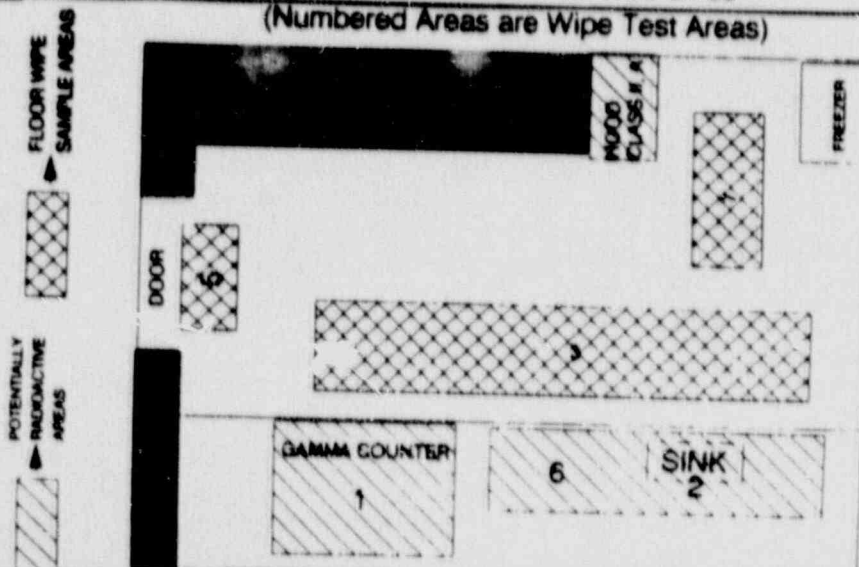 (Numbered Areas are Wipe Test Areas)
FLOOR WIPE
SAMPLE AREAS
POTENTIALLY
RADIOACTIVE
AREAS
HOOD
CLASS II A
FREEZER
4
DOOR
5
3
GAMMA COUNTER
1
6
SINK
2